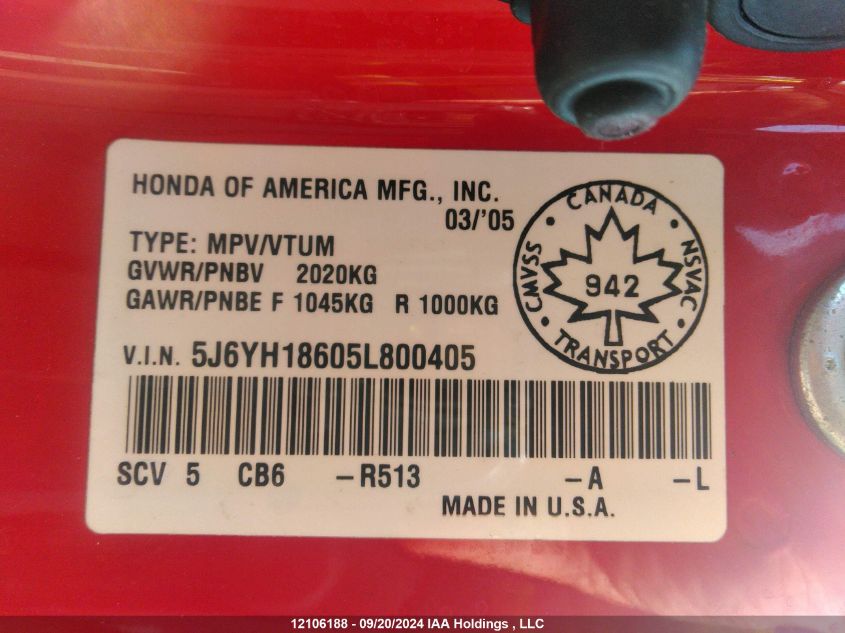 HONDA OF AMERICA MFG., INC.
03/'05
TYPE: MPV/VTUM
GVWR/PNBV 2020KG
GAWR/PNBE F 1045KG R 1000KG
CANADA
CMVSS
NSVAC
942
TRANSPORT
V.I.N. 5J6YH18605L800405
SCV 5 CB6 -R513 -A -L
MADE IN U.S.A.
12106188 - 09/20/2024 IAA Holdings , LLC